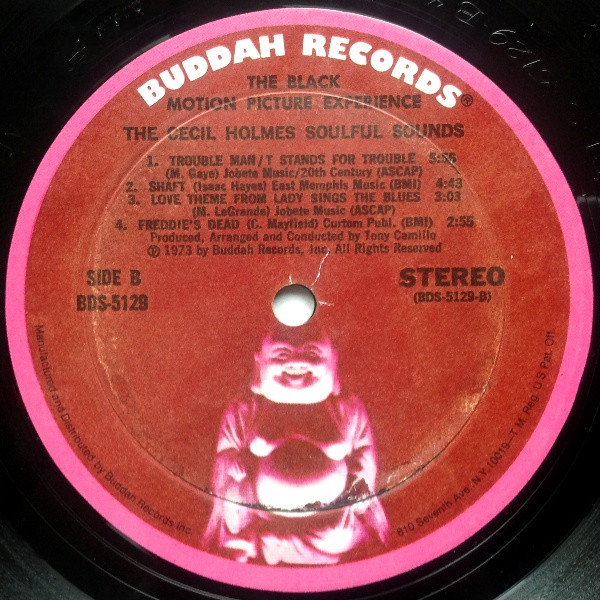 BUDDAH RECORDS®
THE BLACK
MOTION PICTURE EXPERIENCE
THE CECIL HOLMES SOULFUL SOUNDS
1. TROUBLE MAN/T STANDS FOR TROUBLE 5:56
(M. Gaye) Jobete Music/20th Century (ASCAP)
2. SHAFT (Isaac Hayes) East Memphis Music (BMI) 4:43
3. LOVE THEME FROM LADY SINGS THE BLUES 3:03
(M. LeGrande) Jobete Music (ASCAP)
4. FREDDIE'S DEAD (C. Mayfield) Curtom Publ. (BMI) 2:55
Produced, Arranged and Conducted by Tony Camillo
℗ 1973 by Buddah Records, Inc. All Rights Reserved
SIDE B
BDS-5129
STEREO
(BDS-5129-B)
Manufactured and Distributed by Buddah Records Inc.
810 Seventh Ave. N.Y. 10019—T.M. Reg. U S Pat. Off.